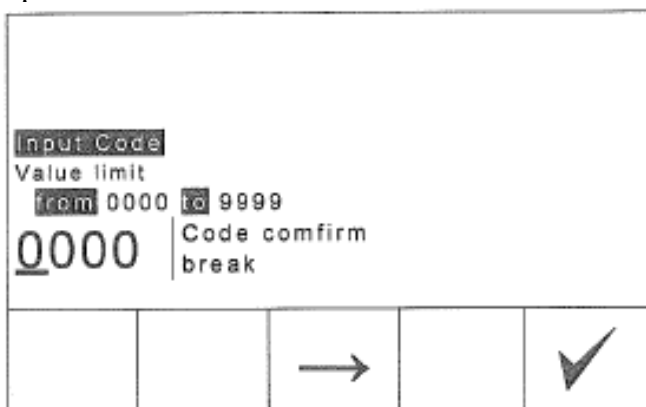 Input Code
Value limit
from 0000 to 9999
0000
Code comfirm
break